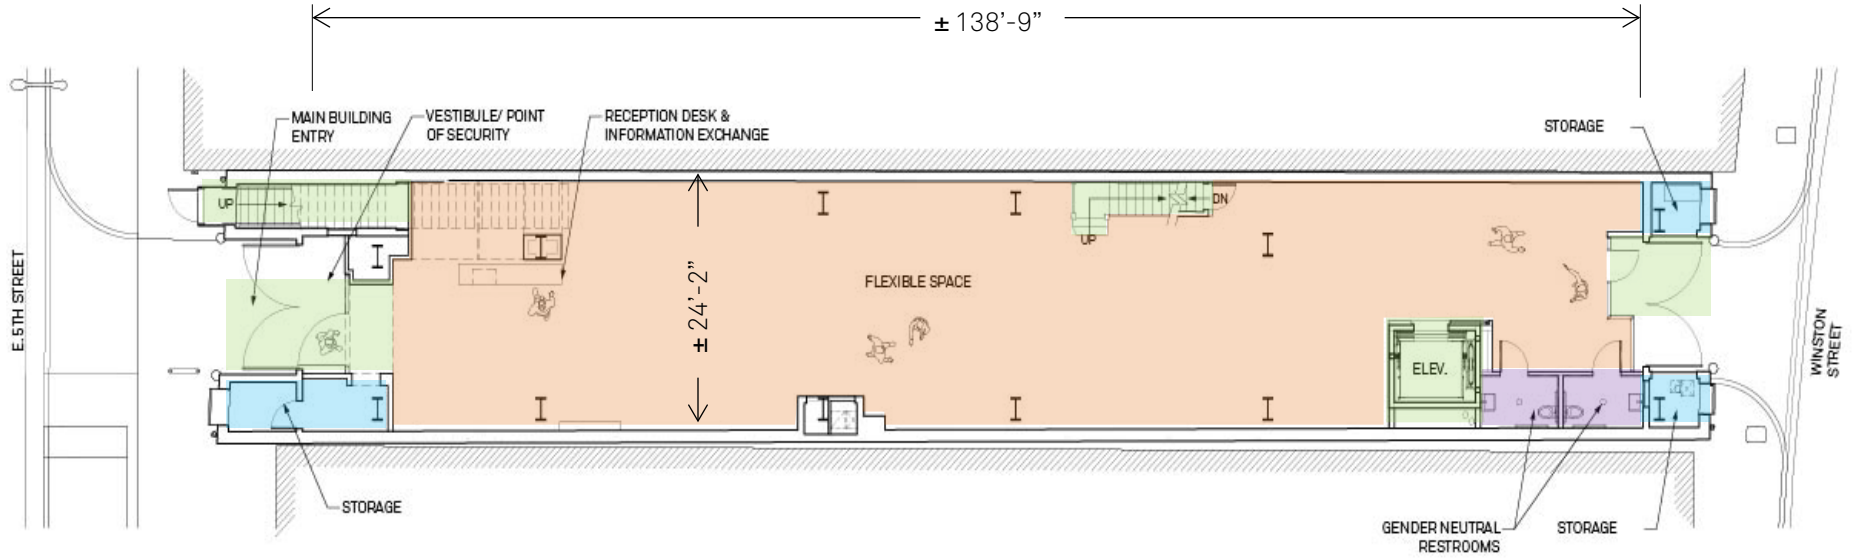 ± 138’-9”
MAIN BUILDING
ENTRY
VESTIBULE/ POINT
OF SECURITY
RECEPTION DESK &
INFORMATION EXCHANGE
STORAGE
UP
DN
UP
E. 5TH STREET
± 24’-2”
FLEXIBLE SPACE
ELEV.
WINSTON
STREET
STORAGE
GENDER NEUTRAL
RESTROOMS
STORAGE